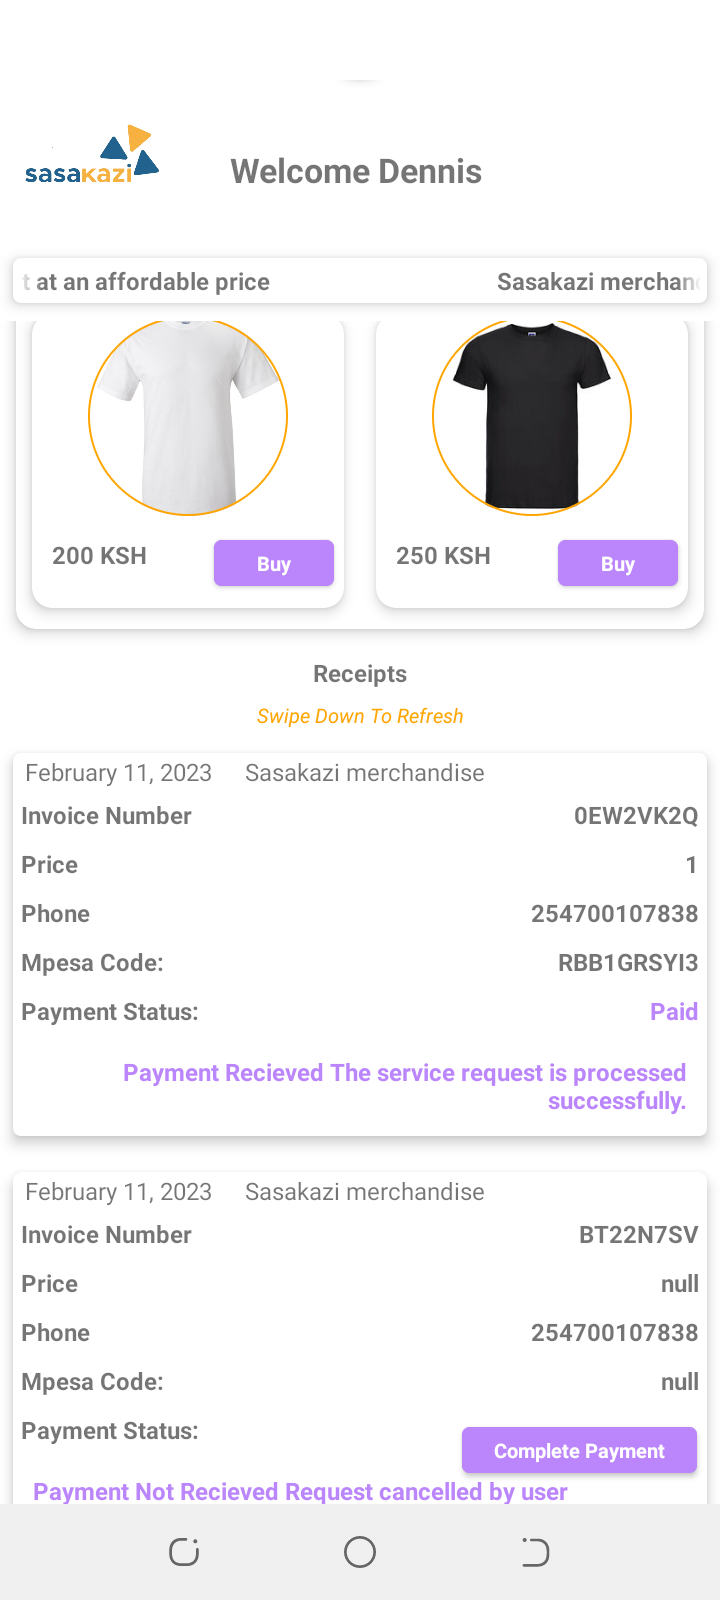 sasakazi
Welcome Dennis
t at an affordable price Sasakazi merchan
200 KSH Buy 250 KSH Buy
Receipts
Swipe Down To Refresh
February 11, 2023 Sasakazi merchandise
Invoice Number 0EW2VK2Q
Price 1
Phone 254700107838
Mpesa Code: RBB1GRSYI3
Payment Status: Paid
Payment Recieved The service request is processed
successfully.
February 11, 2023 Sasakazi merchandise
Invoice Number BT22N7SV
Price null
Phone 254700107838
Mpesa Code: null
Payment Status: Complete Payment
Payment Not Recieved Request cancelled by user